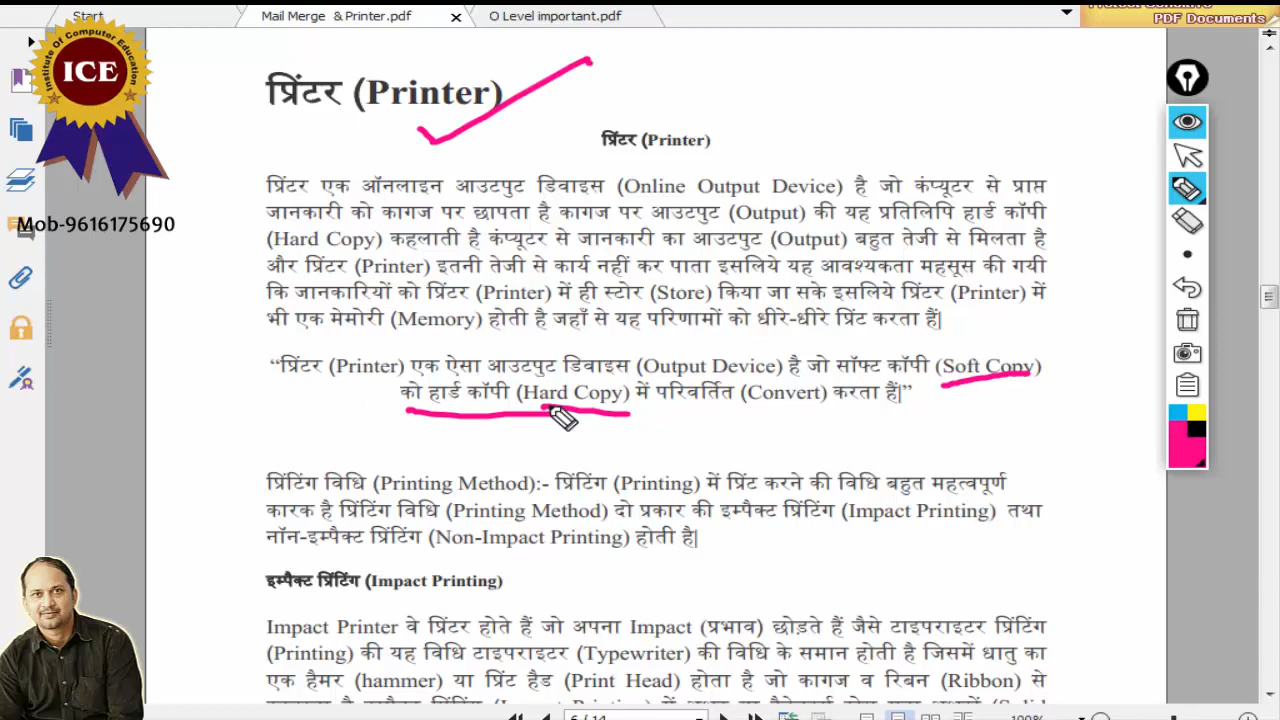 Start
Mail Merge & Printer.pdf
O Level important.pdf
PDF Documents
Institute Of Computer Education
ICE
Mob-9616175690
प्रिंटर (Printer)
प्रिंटर (Printer)
प्रिंटर एक ऑनलाइन आउटपुट डिवाइस (Online Output Device) है जो कंप्यूटर से प्राप्त
जानकारी को कागज पर छापता है कागज पर आउटपुट (Output) की यह प्रतिलिपि हार्ड कॉपी
(Hard Copy) कहलाती है कंप्यूटर से जानकारी का आउटपुट (Output) बहुत तेजी से मिलता है
और प्रिंटर (Printer) इतनी तेजी से कार्य नहीं कर पाता इसलिये यह आवश्यकता महसूस की गयी
कि जानकारियों को प्रिंटर (Printer) में ही स्टोर (Store) किया जा सके इसलिये प्रिंटर (Printer) में
भी एक मेमोरी (Memory) होती है जहाँ से यह परिणामों को धीरे-धीरे प्रिंट करता हैं|
“प्रिंटर (Printer) एक ऐसा आउटपुट डिवाइस (Output Device) है जो सॉफ्ट कॉपी (Soft Copy)
को हार्ड कॉपी (Hard Copy) में परिवर्तित (Convert) करता हैं|”
प्रिंटिंग विधि (Printing Method):- प्रिंटिंग (Printing) में प्रिंट करने की विधि बहुत महत्वपूर्ण
कारक है प्रिंटिंग विधि (Printing Method) दो प्रकार की इम्पैक्ट प्रिंटिंग (Impact Printing) तथा
नॉन-इम्पैक्ट प्रिंटिंग (Non-Impact Printing) होती है|
इम्पैक्ट प्रिंटिंग (Impact Printing)
Impact Printer वे प्रिंटर होते हैं जो अपना Impact (प्रभाव) छोड़ते हैं जैसे टाइपराइटर प्रिंटिंग
(Printing) की यह विधि टाइपराइटर (Typewriter) की विधि के समान होती है जिसमें धातु का
एक हैमर (hammer) या प्रिंट हैड (Print Head) होता है जो कागज व रिबन (Ribon) से
6 / 14
100%